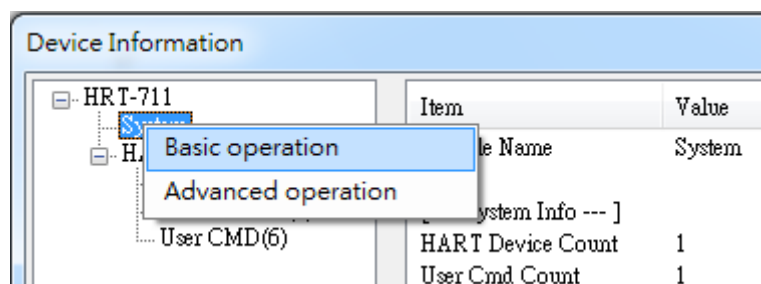 Device Information
HRT-711
Item Value
System
Basic operation
le Name System
H
Advanced operation
ystem Info --- ]
User CMD(6)
HART Device Count 1
User Cmd Count 1